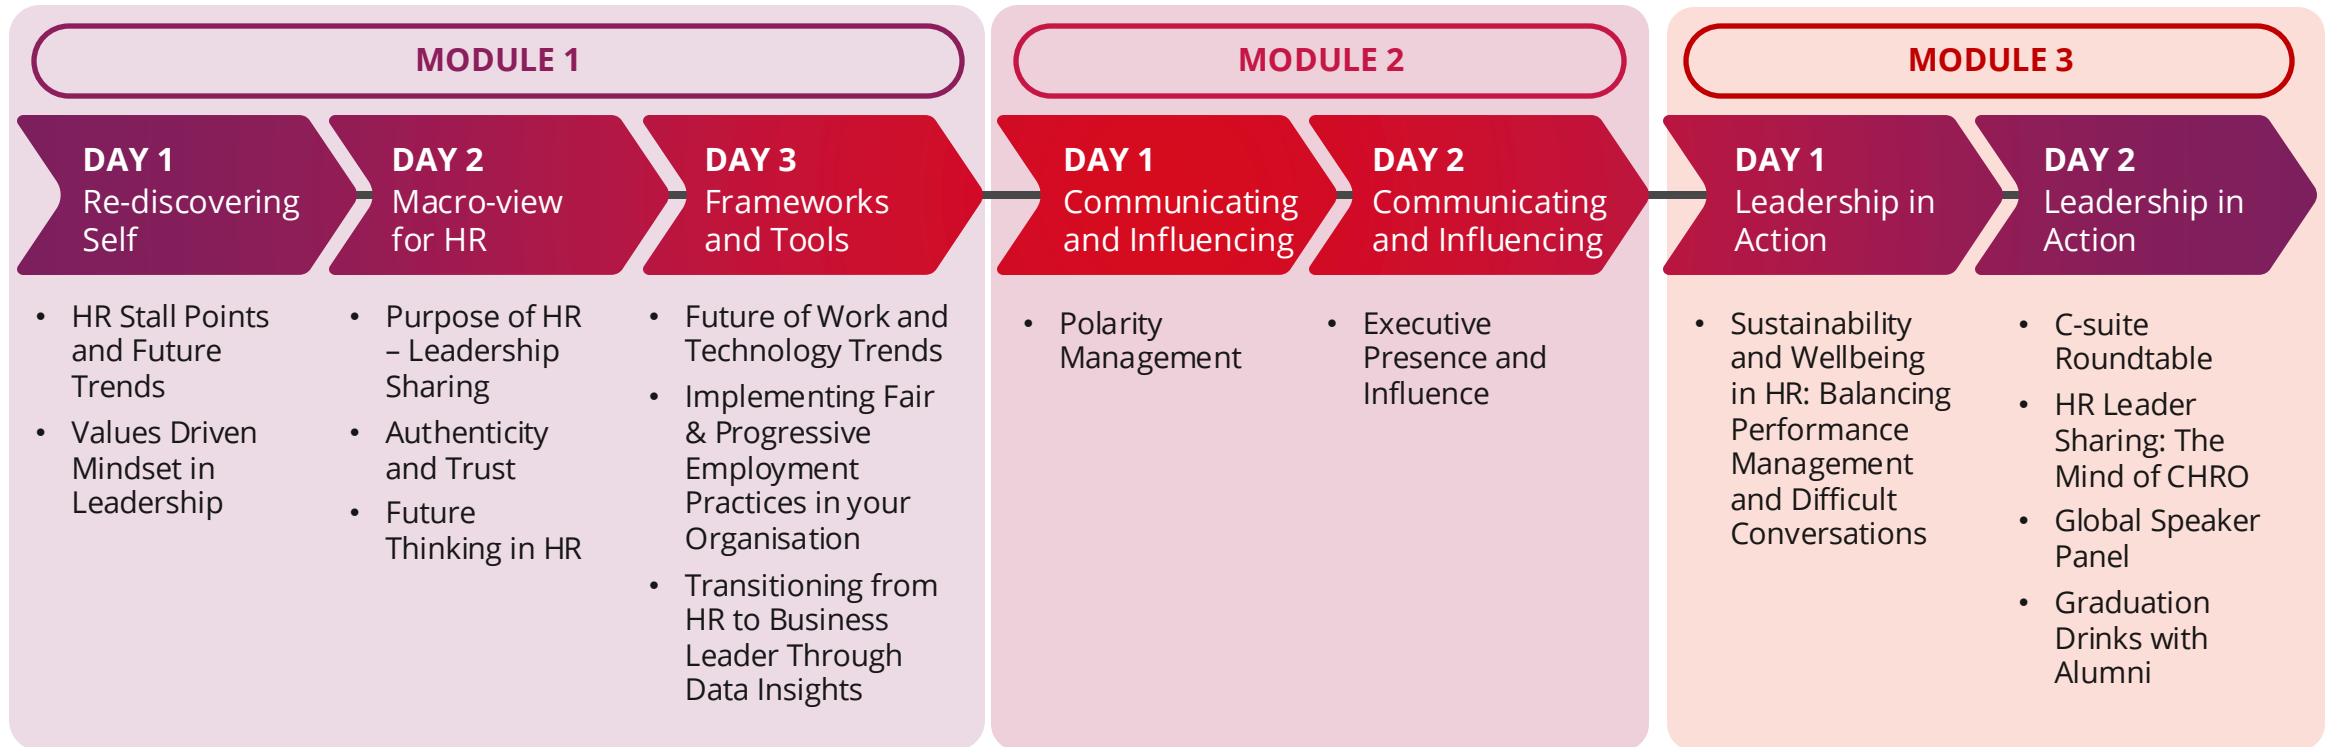 MODULE 1
DAY 1
Re-discovering
Self
• HR Stall Points
and Future
Trends
• Values Driven
Mindset in
Leadership
DAY 2
Macro-view
for HR
• Purpose of HR
– Leadership
Sharing
• Authenticity
and Trust
• Future
Thinking in HR
DAY 3
Frameworks
and Tools
• Future of Work and
Technology Trends
• Implementing Fair
& Progressive
Employment
Practices in your
Organisation
• Transitioning from
HR to Business
Leader Through
Data Insights
MODULE 2
DAY 1
Communicating
and Influencing
• Polarity
Management
DAY 2
Communicating
and Influencing
• Executive
Presence and
Influence
MODULE 3
DAY 1
Leadership in
Action
• Sustainability
and Wellbeing
in HR: Balancing
Performance
Management
and Difficult
Conversations
DAY 2
Leadership in
Action
• C-suite
Roundtable
• HR Leader
Sharing: The
Mind of CHRO
• Global Speaker
Panel
• Graduation
Drinks with
Alumni